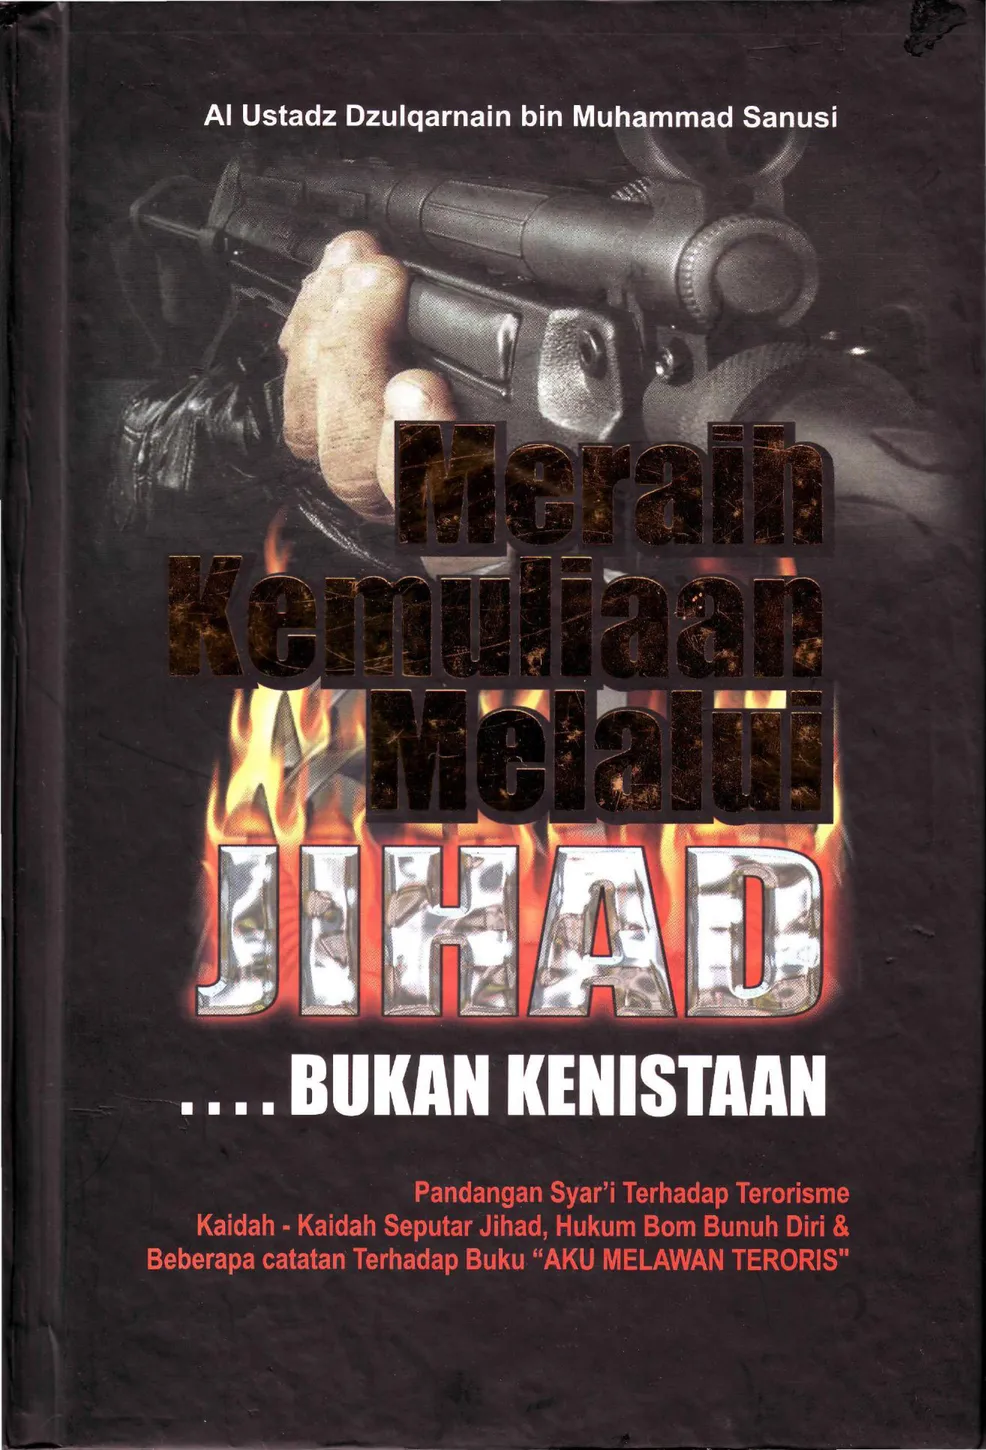 Al Ustadz Dzulqarnain bin Muhammad Sanusi
Meraih
Kemuliaan
Melalui
JIHAD
....BUKAN KENISTAAN
Pandangan Syar'i Terhadap Terorisme
Kaidah - Kaidah Seputar Jihad, Hukum Bom Bunuh Diri &
Beberapa catatan Terhadap Buku “AKU MELAWAN TERORIS"